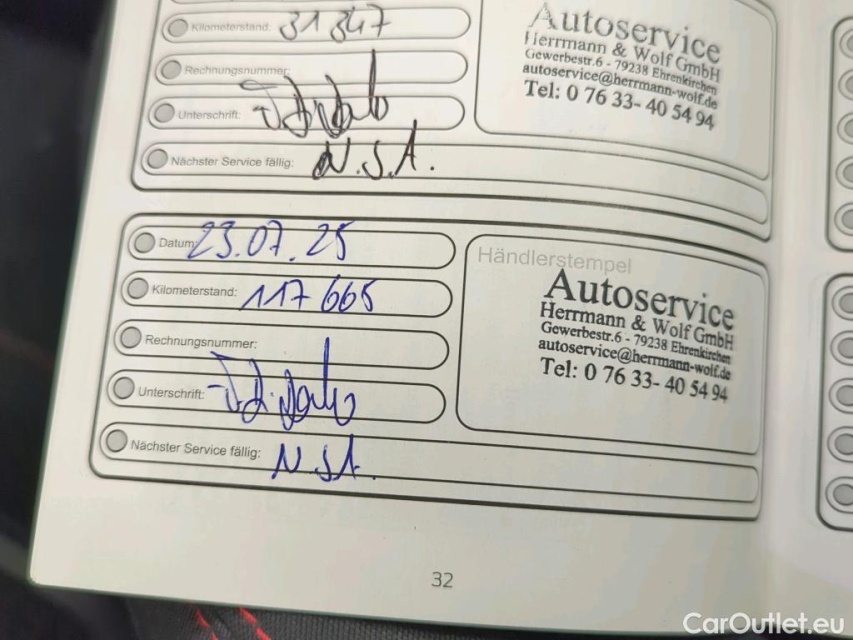 Kilometerstand: 31 847
Autoservice
Herrmann & Wolf GmbH
Gewerbestr.6 - 79238 Ehrenkirchen
autoservice@herrmann-wolf.de
Tel: 0 76 33- 40 54 94
Rechnungsnummer:
Unterschrift:
Nächster Service fällig: N.S.A.
Datum: 23.07.25
Kilometerstand: 117 665
Rechnungsnummer:
Unterschrift:
Nächster Service fällig: N.S.A.
Händlerstempel
Autoservice
Herrmann & Wolf GmbH
Gewerbestr.6 - 79238 Ehrenkirchen
autoservice@herrmann-wolf.de
Tel: 0 76 33- 40 54 94
32
CarOutlet.eu